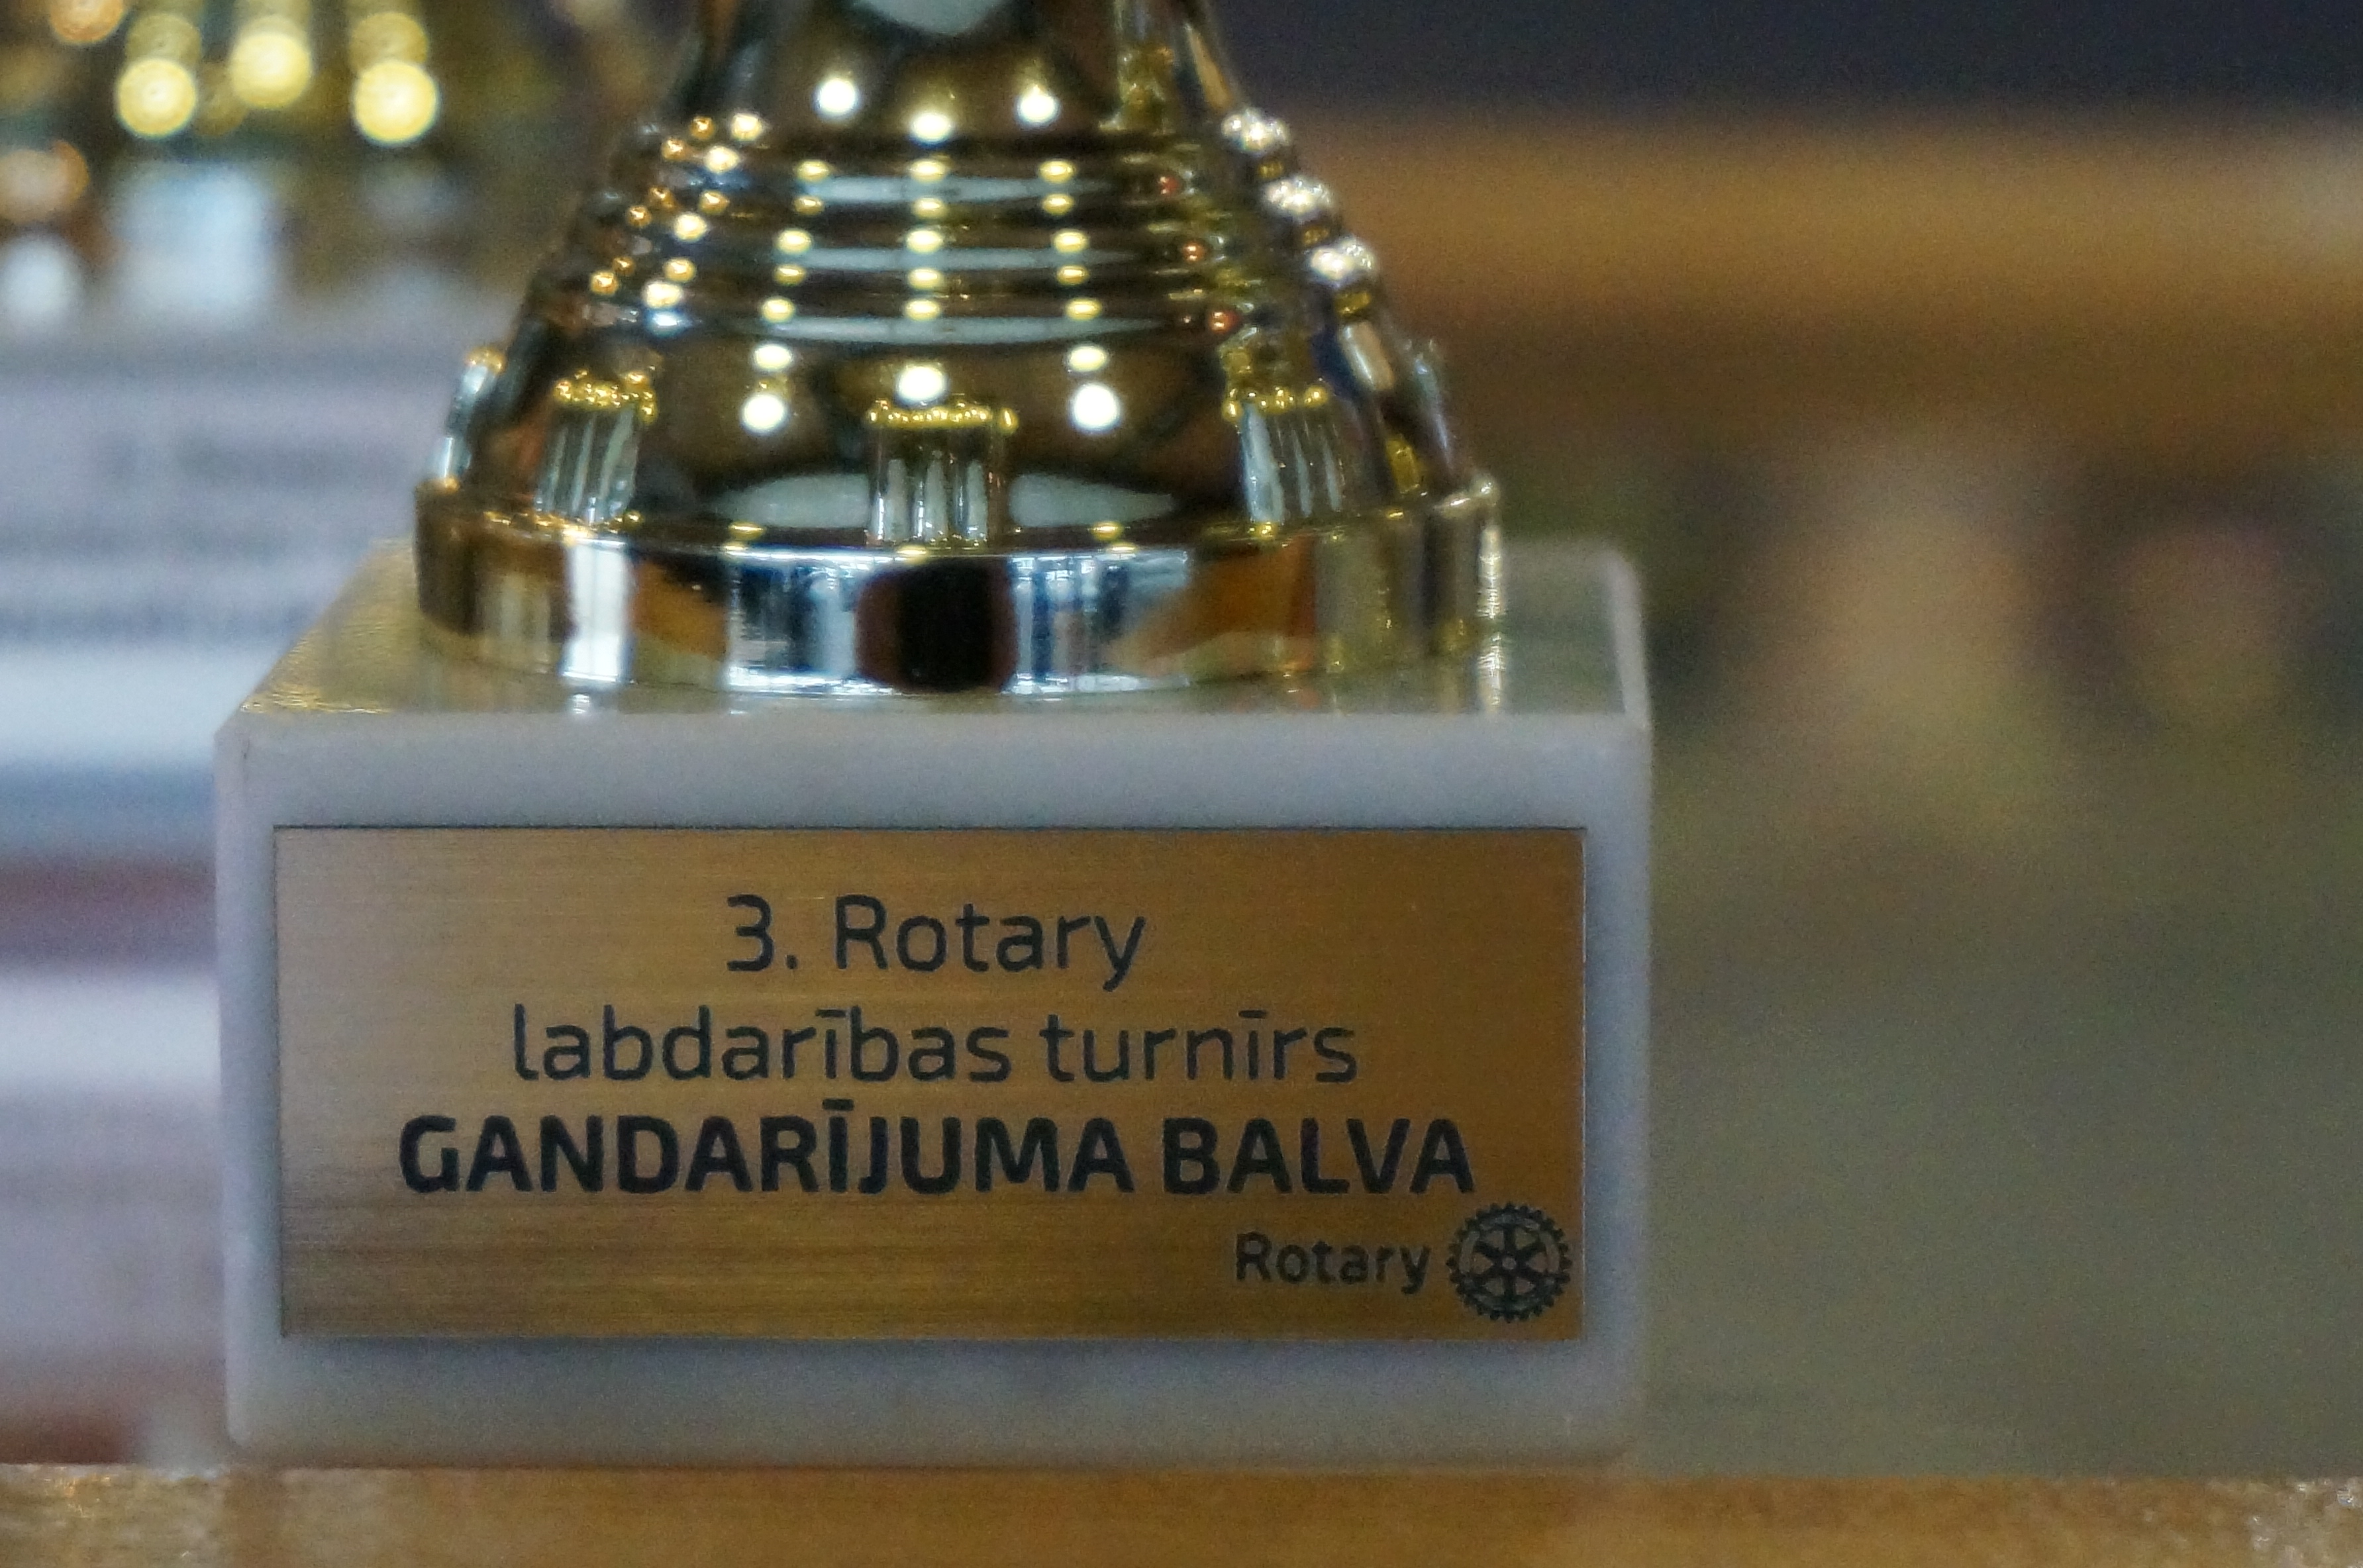 3. Rotary
labdarības turnīrs
GANDARĪJUMA BALVA
Rotary